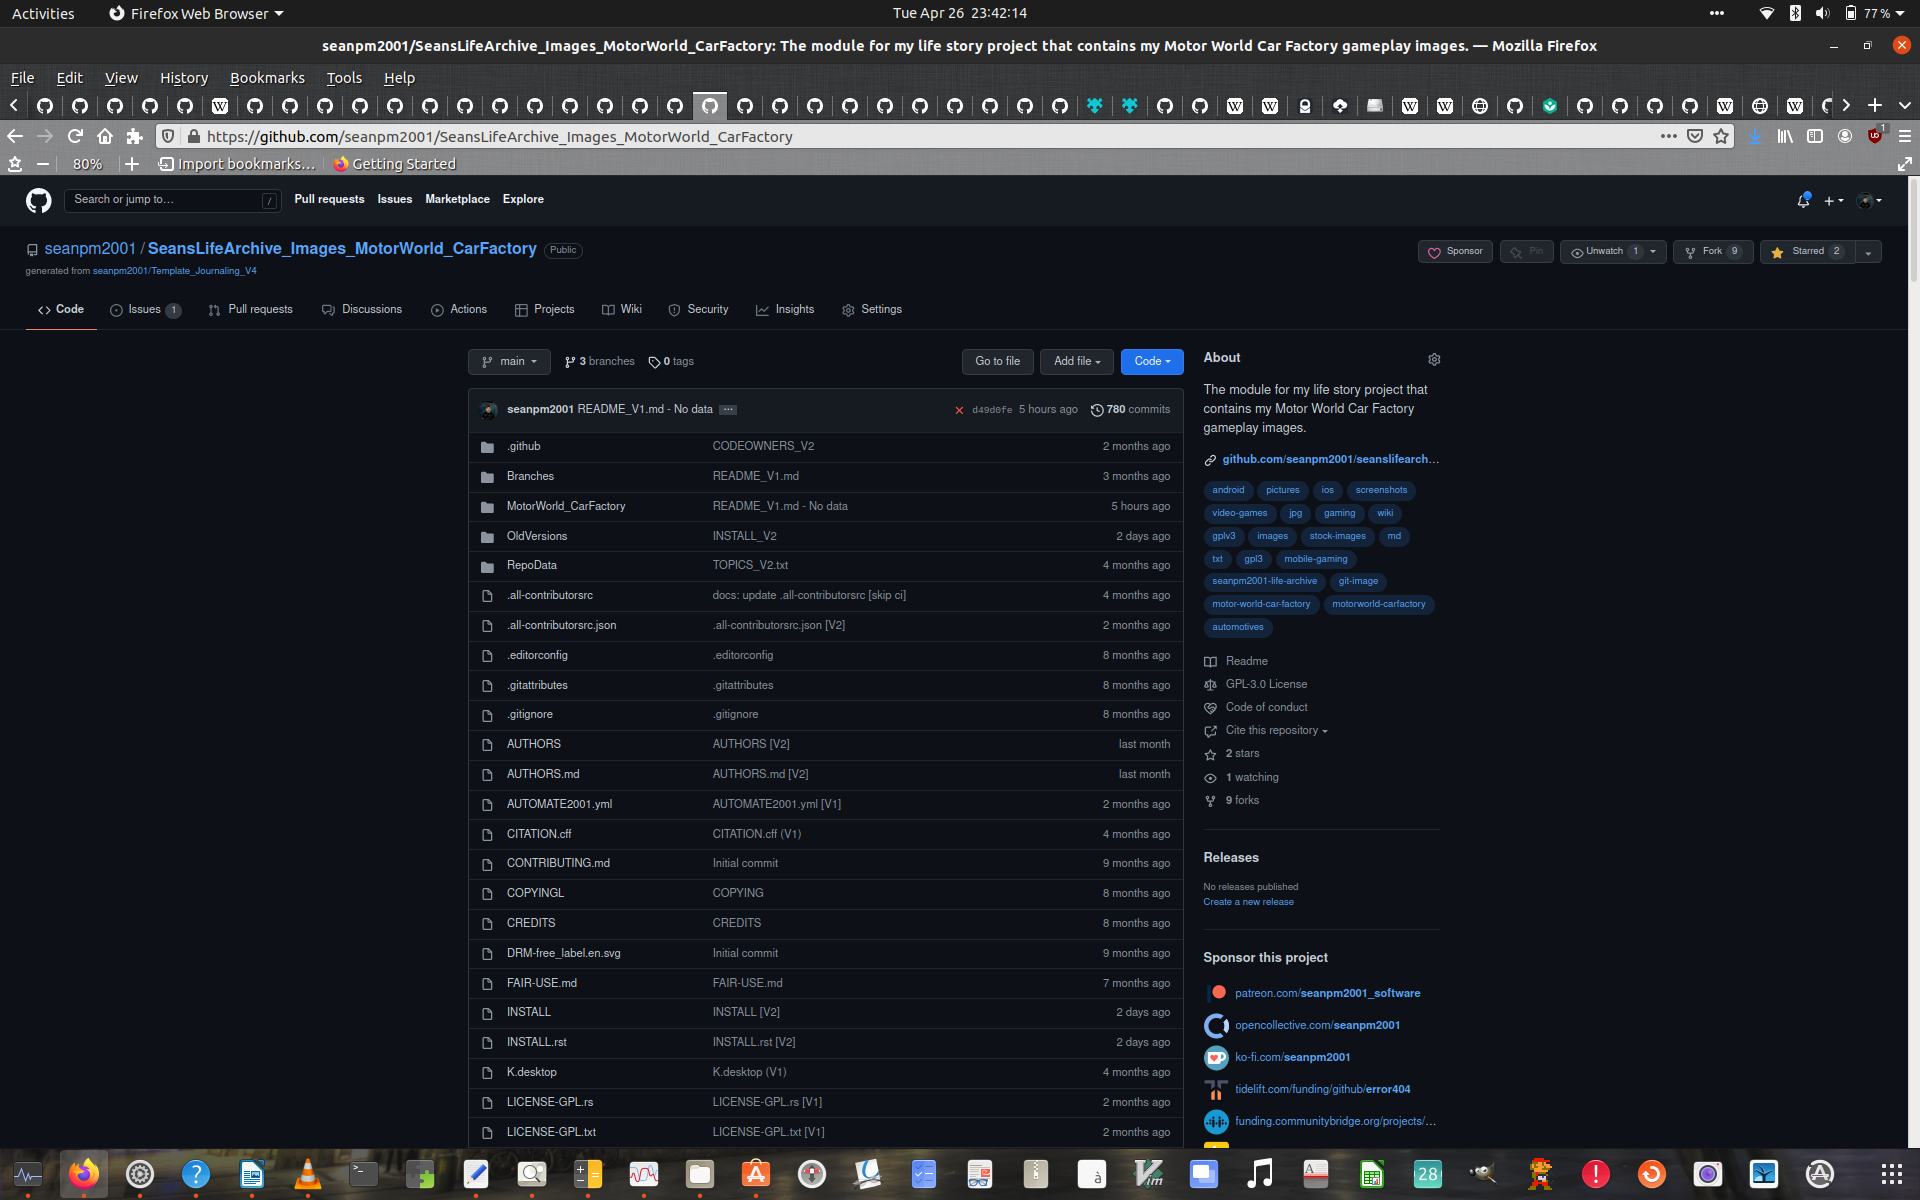 Activities
Firefox Web Browser
Tue Apr 26 23:42:14
77 %
seanpm2001/SeansLifeArchive_Images_MotorWorld_CarFactory: The module for my life story project that contains my Motor World Car Factory gameplay images. — Mozilla Firefox
File Edit View History Bookmarks Tools Help
https://github.com/seanpm2001/SeansLifeArchive_Images_MotorWorld_CarFactory
1
80%
Import bookmarks...
Getting Started
Search or jump to...
/
Pull requests Issues Marketplace Explore
seanpm2001 / SeansLifeArchive_Images_MotorWorld_CarFactory Public
Sponsor
Pin
Unwatch 1
Fork 9
Starred 2
generated from seanpm2001/Template_Journaling_V4
Code
Issues 1
Pull requests
Discussions
Actions
Projects
Wiki
Security
Insights
Settings
main
3 branches
0 tags
Go to file
Add file
Code
seanpm2001 README_V1.md - No data ...
d49d0fe 5 hours ago 780 commits
.github CODEOWNERS_V2 2 months ago
Branches README_V1.md 3 months ago
MotorWorld_CarFactory README_V1.md - No data 5 hours ago
OldVersions INSTALL_V2 2 days ago
RepoData TOPICS_V2.txt 4 months ago
.all-contributorsrc docs: update .all-contributorsrc [skip ci] 4 months ago
.all-contributorsrc.json .all-contributorsrc.json [V2] 2 months ago
.editorconfig .editorconfig 8 months ago
.gitattributes .gitattributes 8 months ago
.gitignore .gitignore 8 months ago
AUTHORS AUTHORS [V2] last month
AUTHORS.md AUTHORS.md [V2] last month
AUTOMATE2001.yml AUTOMATE2001.yml [V1] 2 months ago
CITATION.cff CITATION.cff (V1) 4 months ago
CONTRIBUTING.md Initial commit 9 months ago
COPYINGL COPYING 8 months ago
CREDITS CREDITS 8 months ago
DRM-free_label.en.svg Initial commit 9 months ago
FAIR-USE.md FAIR-USE.md 7 months ago
INSTALL INSTALL [V2] 2 days ago
INSTALL.rst INSTALL.rst [V2] 2 days ago
K.desktop K.desktop (V1) 4 months ago
LICENSE-GPL.rs LICENSE-GPL.rs [V1] 2 months ago
LICENSE-GPL.txt LICENSE-GPL.txt [V1] 2 months ago
About
The module for my life story project that
contains my Motor World Car Factory
gameplay images.
github.com/seanpm2001/seanslifearch...
android pictures ios screenshots
video-games jpg gaming wiki
gplv3 images stock-images md
txt gpl3 mobile-gaming
seanpm2001-life-archive git-image
motor-world-car-factory motorworld-carfactory
automotives
Readme
GPL-3.0 License
Code of conduct
Cite this repository
2 stars
1 watching
9 forks
Releases
No releases published
Create a new release
Sponsor this project
patreon.com/seanpm2001_software
opencollective.com/seanpm2001
ko-fi.com/seanpm2001
tidelift.com/funding/github/error404
funding.communitybridge.org/projects/...
28